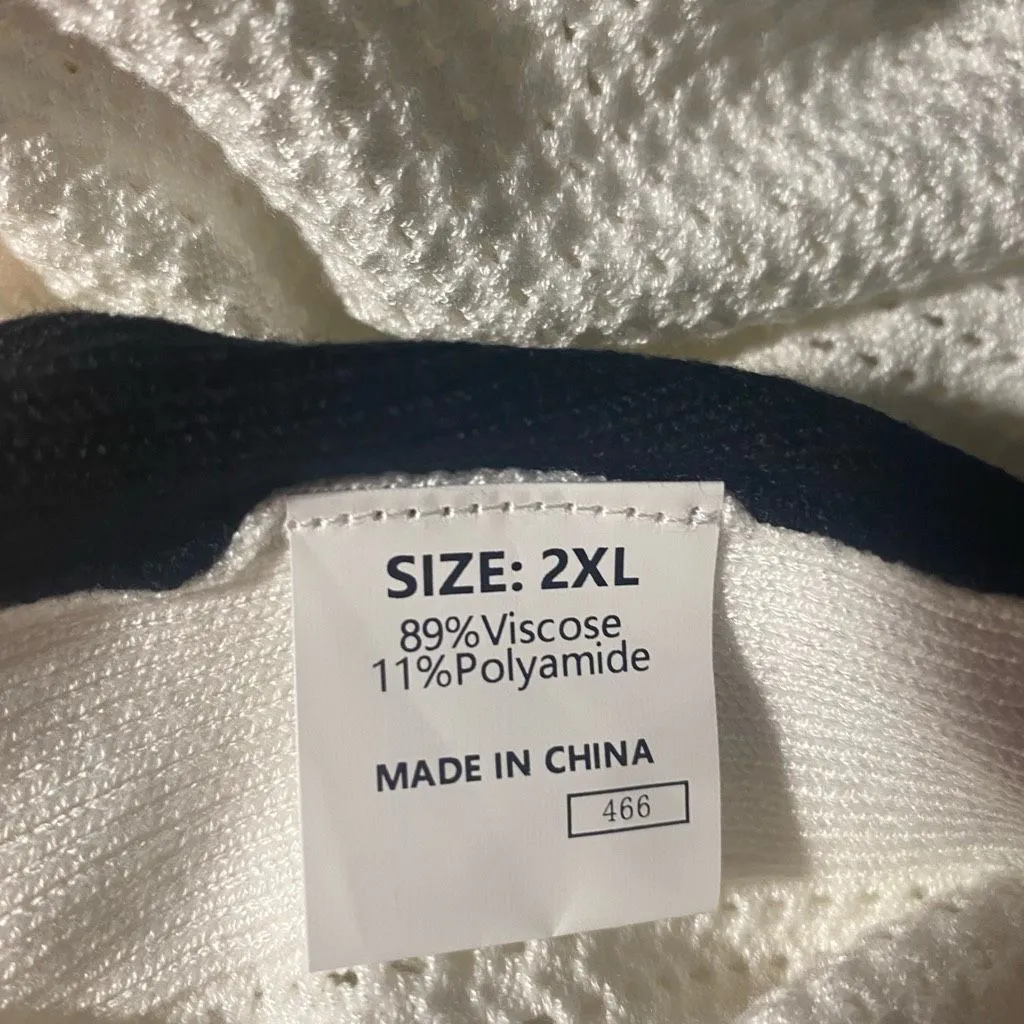 SIZE: 2XL
89%Viscose
11%Polyamide
MADE IN CHINA
466